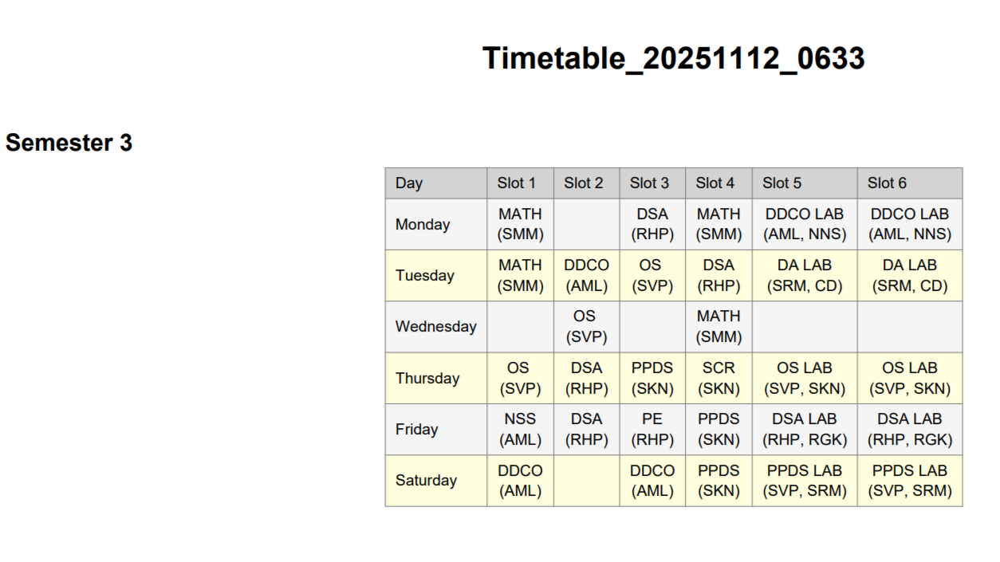 Timetable_20251112_0633
Semester 3
Day Slot 1 Slot 2 Slot 3 Slot 4 Slot 5 Slot 6
MATH DSA MATH DDCO LAB DDCO LAB
Monday
(SMM) (RHP) (SMM) (AML, NNS) (AML, NNS)
MATH DDCO OS DSA DA LAB DA LAB
Tuesday
(SMM) (AML) (SVP) (RHP) (SRM, CD) (SRM, CD)
OS MATH
Wednesday
(SVP) (SMM)
OS DSA PPDS SCR OS LAB OS LAB
Thursday
(SVP) (RHP) (SKN) (SKN) (SVP, SKN) (SVP, SKN)
NSS DSA PE PPDS DSA LAB DSA LAB
Friday
(AML) (RHP) (RHP) (SKN) (RHP, RGK) (RHP, RGK)
DDCO DDCO PPDS PPDS LAB PPDS LAB
Saturday
(AML) (AML) (SKN) (SVP, SRM) (SVP, SRM)